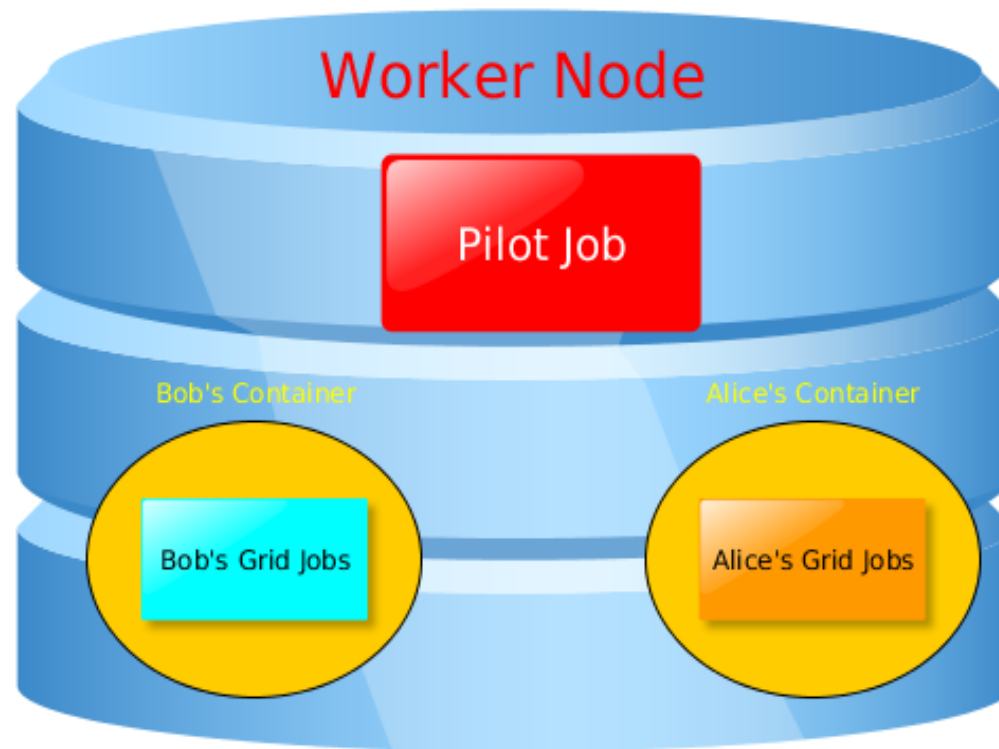 Worker Node
Pilot Job
Bob's Container
Alice's Container
Bob's Grid Jobs
Alice's Grid Jobs